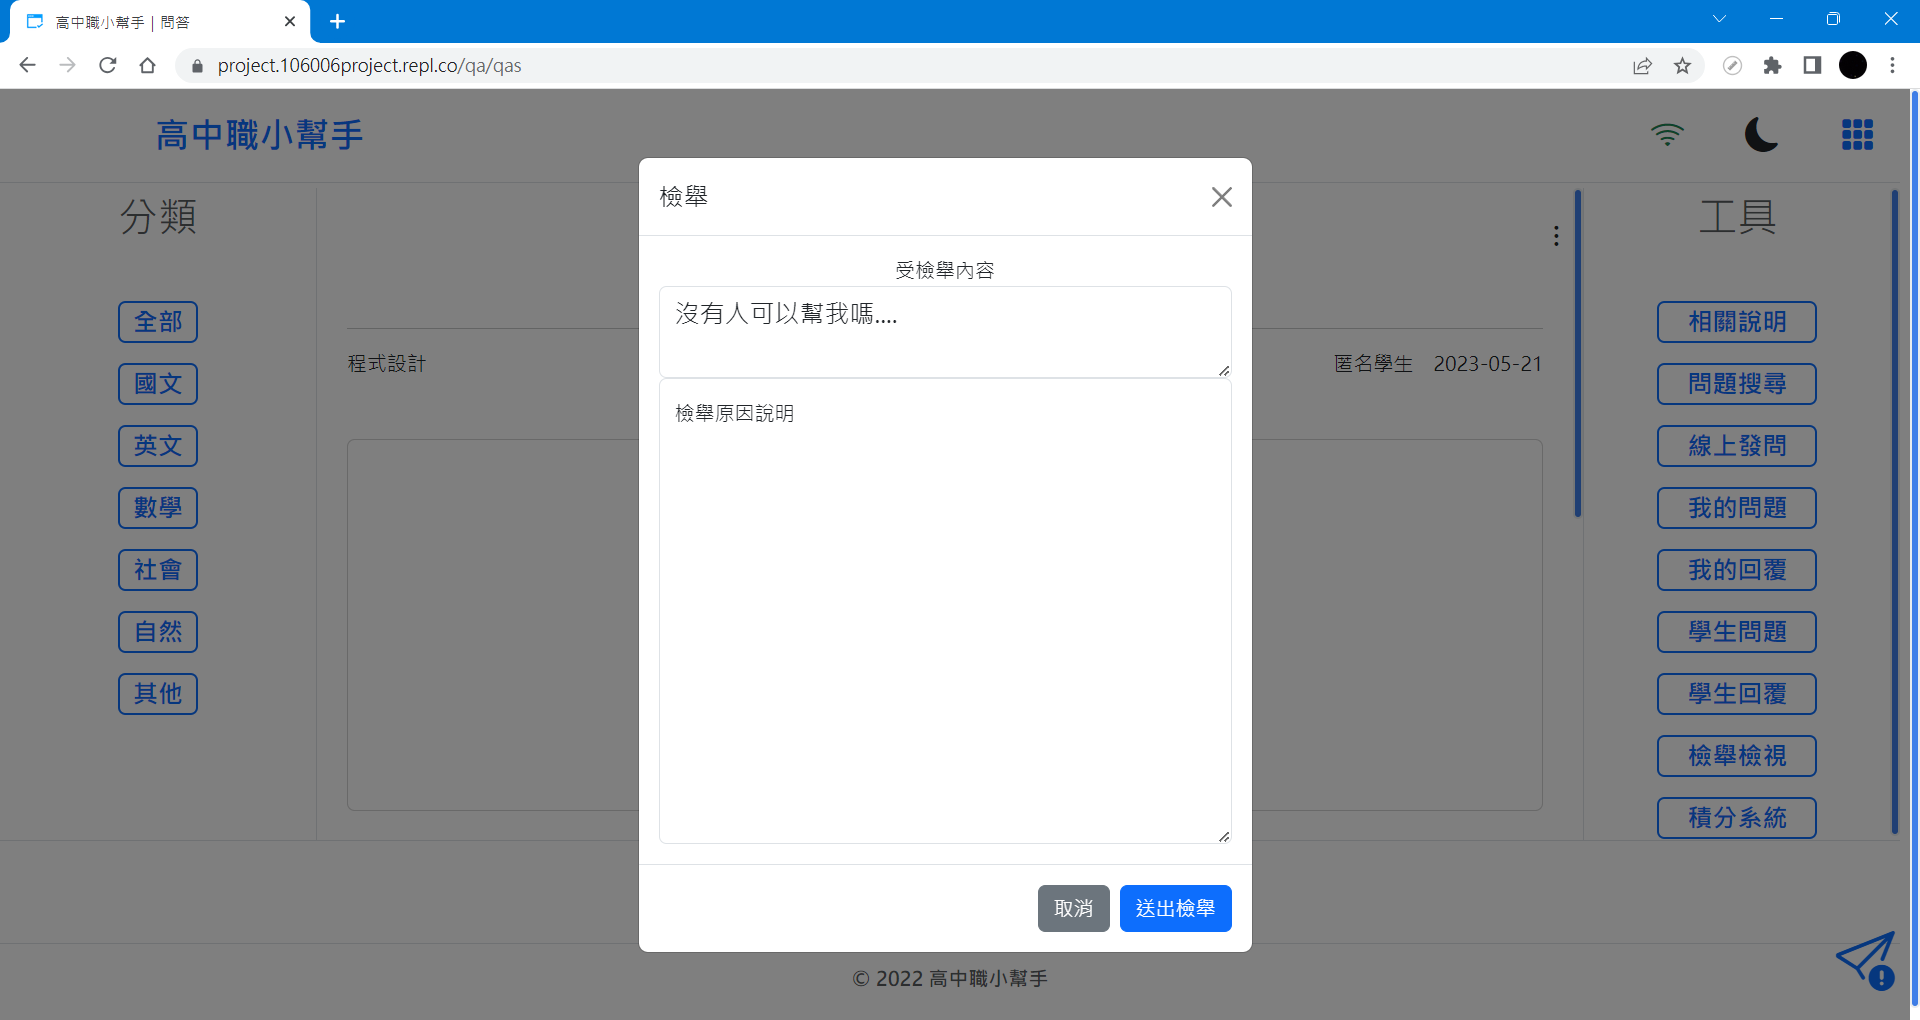 高中職小幫手 | 問答
project.106006project.repl.co/qa/qas
高中職小幫手
分類
全部
國文
英文
數學
社會
自然
其他
程式設計
匿名學生 2023-05-21
檢舉
受檢舉內容
沒有人可以幫我嗎....
檢舉原因說明
取消
送出檢舉
工具
相關說明
問題搜尋
線上發問
我的問題
我的回覆
學生問題
學生回覆
檢舉檢視
積分系統
© 2022 高中職小幫手